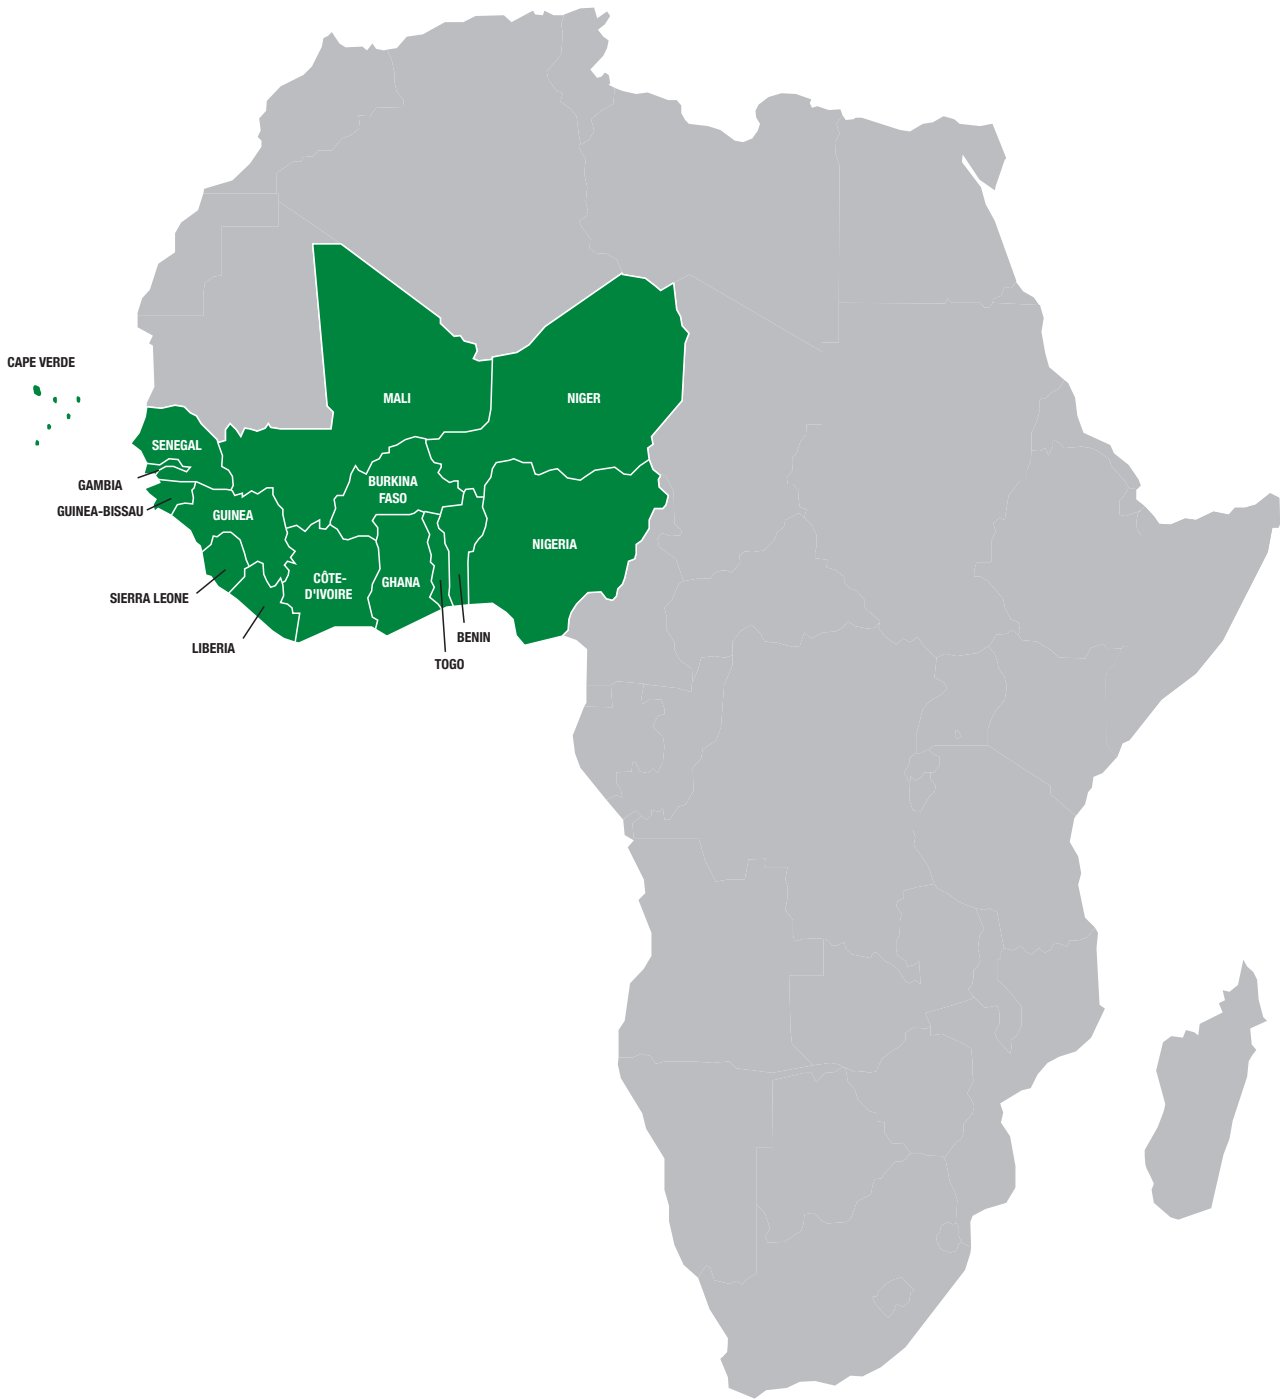 CAPE VERDE
MALI
NIGER
SENEGAL
GAMBIA
BURKINA
FASO
GUINEA-BISSAU
GUINEA
NIGERIA
CÔTE-
D'IVOIRE
GHANA
SIERRA LEONE
BENIN
LIBERIA
TOGO